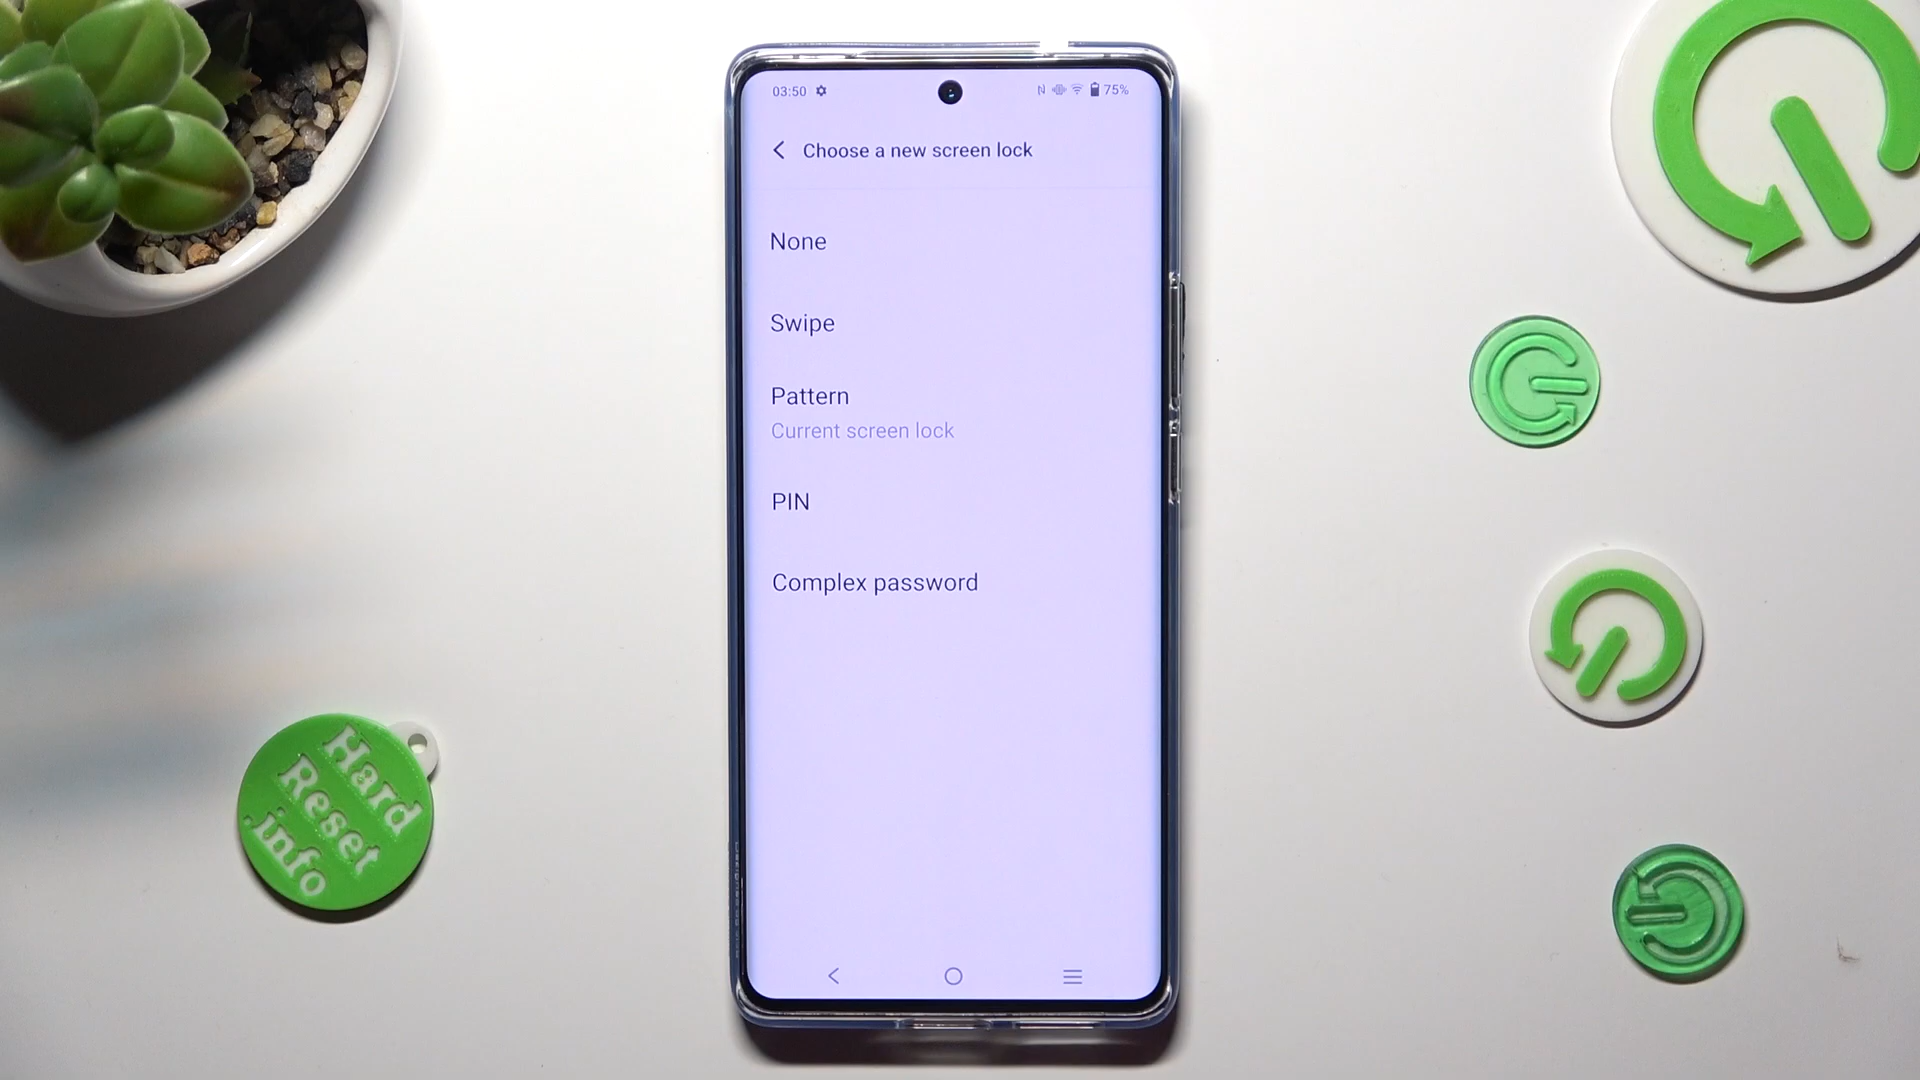 03:50
75%
Choose a new screen lock
None
Swipe
Pattern
Current screen lock
PIN
Complex password
Hard
Reset
.info